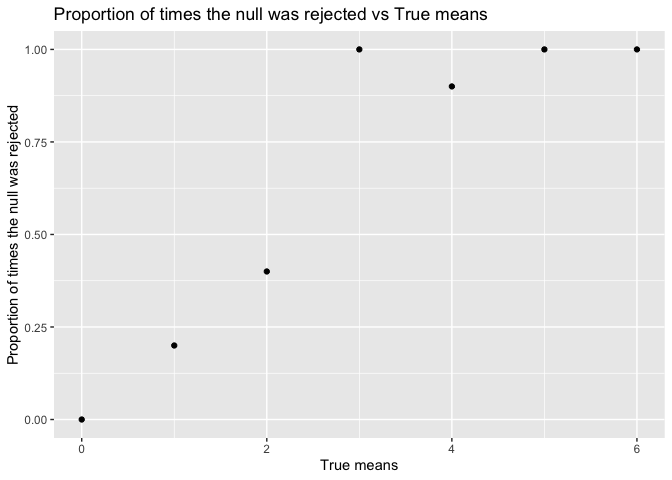 Proportion of times the null was rejected vs True means
Proportion of times the null was rejected
1.00
0.75
0.50
0.25
0.00
0 2 4 6
True means